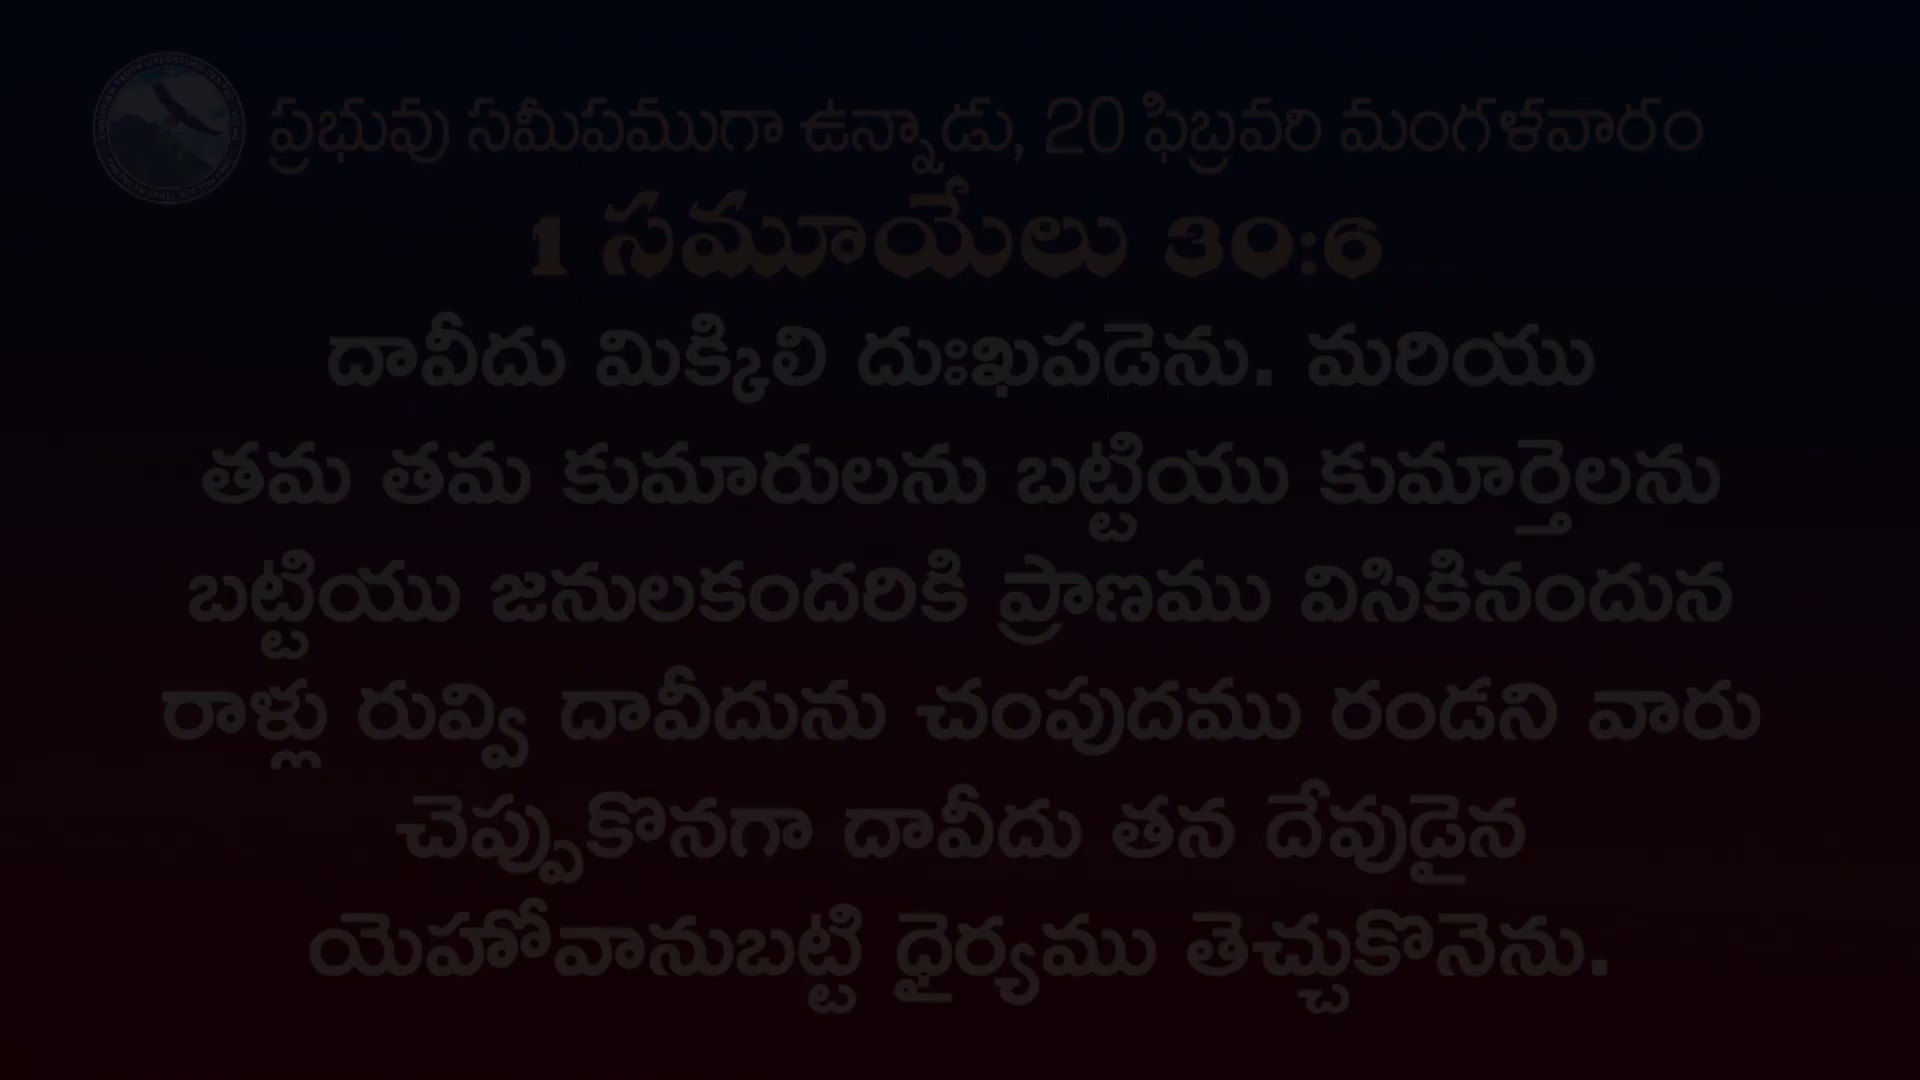 ప్రభువు సమీపముగా ఉన్నాడు, 20 ఫిబ్రవరి మంగళవారం
1 సమూయేలు 30:6
దావీదు మిక్కిలి దుఃఖపడెను. మరియు
తమ తమ కుమారులను బట్టియు కుమార్తెలను
బట్టియు జనులకందరికి ప్రాణము విసికినందున
రాళ్లు రువ్వి దావీదును చంపుదము రండని వారు
చెప్పుకొనగా దావీదు తన దేవుడైన
యెహోవానుబట్టి ధైర్యము తెచ్చుకొనెను.